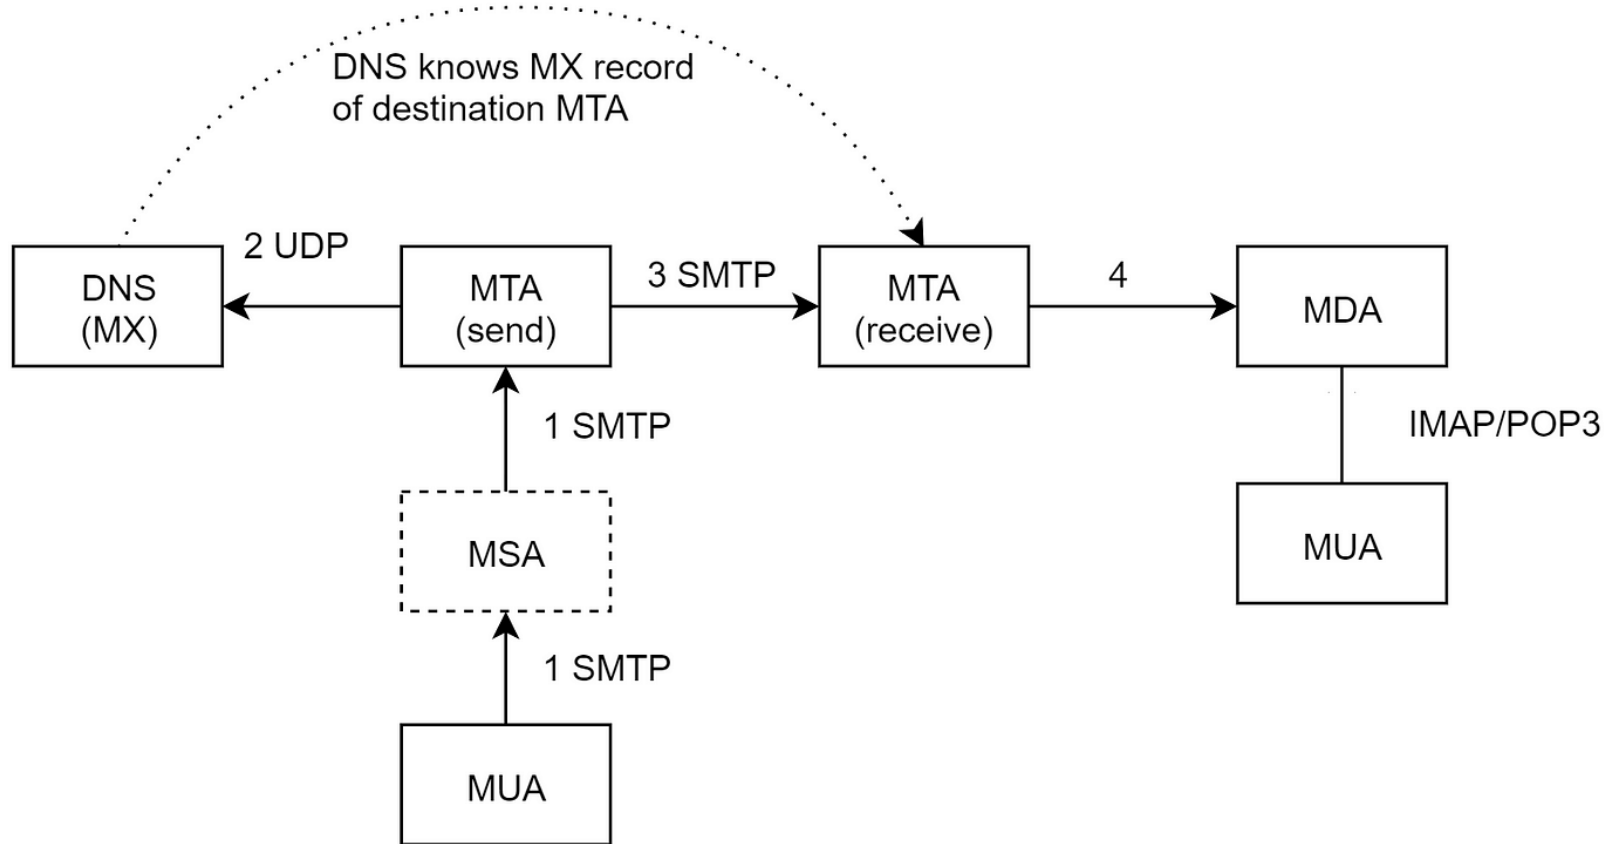 DNS knows MX record
of destination MTA
2 UDP
DNS
(MX)
MTA
(send)
3 SMTP
MTA
(receive)
4
MDA
1 SMTP
IMAP/POP3
MSA
MUA
1 SMTP
MUA